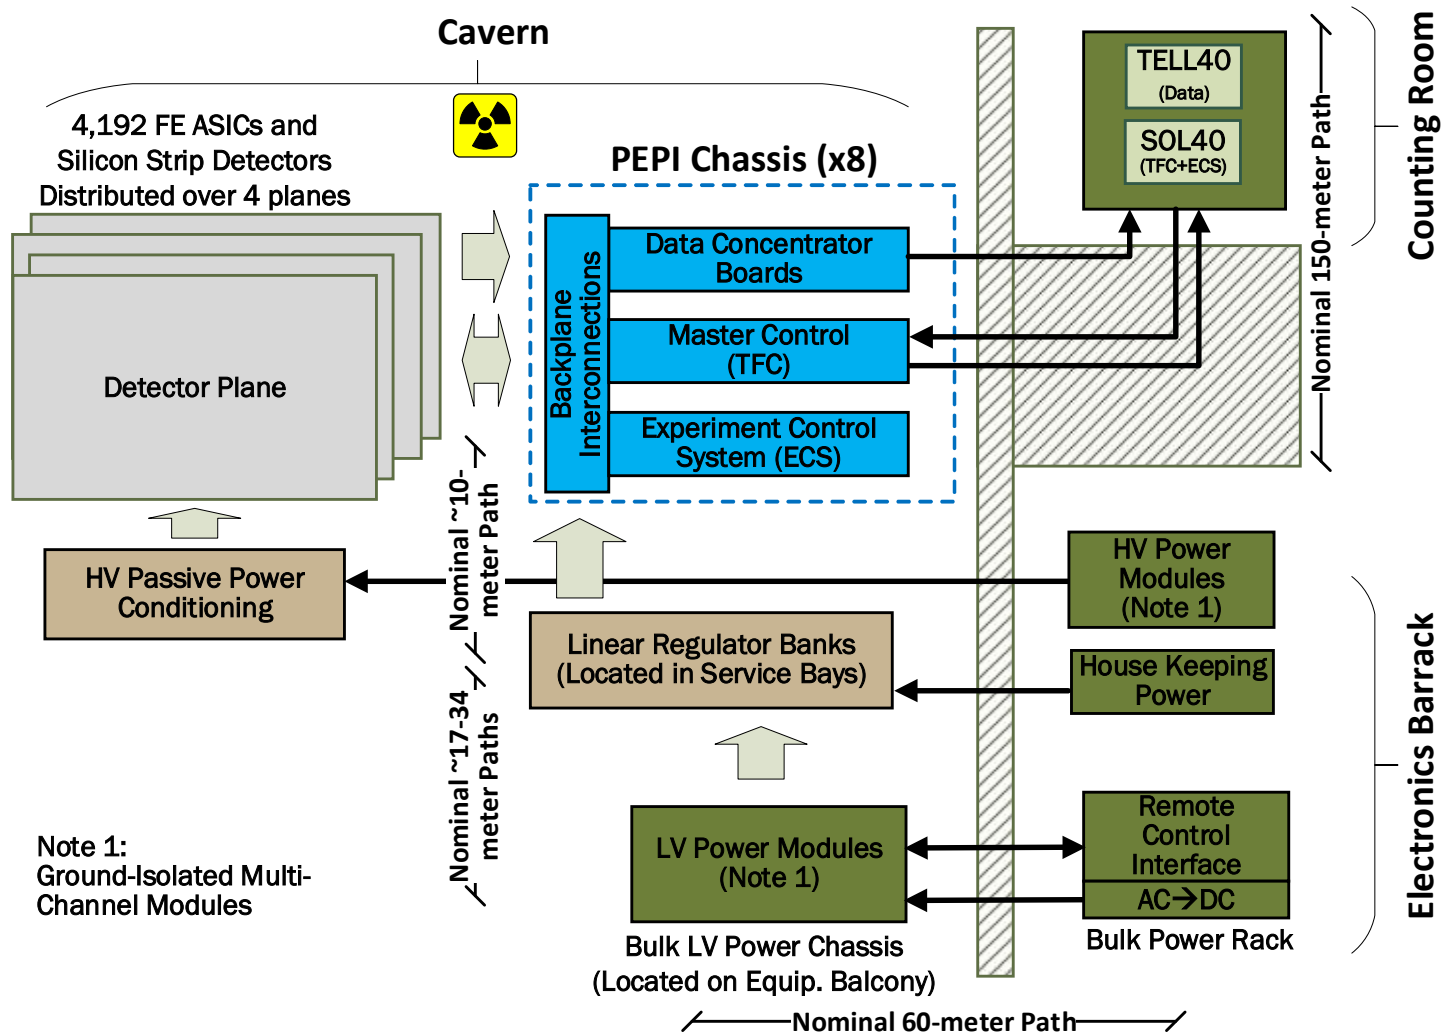 Cavern
4,192 FE ASICs and
Silicon Strip Detectors
Distributed over 4 planes
Detector Plane
PEPI Chassis (x8)
Backplane
Interconnections
Data Concentrator
Boards
Master Control
(TFC)
Experiment Control
System (ECS)
TELL40
(Data)
SOL40
(TFC+ECS)
Nominal 150-meter Path
Counting Room
HV Passive Power
Conditioning
Nominal ~10-
meter Path
Linear Regulator Banks
(Located in Service Bays)
HV Power
Modules
(Note 1)
House Keeping
Power
Nominal ~17-34
meter Paths
LV Power Modules
(Note 1)
Bulk LV Power Chassis
(Located on Equip. Balcony)
Remote
Control
Interface
AC→DC
Bulk Power Rack
Electronics Barrack
Note 1:
Ground-Isolated Multi-
Channel Modules
Nominal 60-meter Path